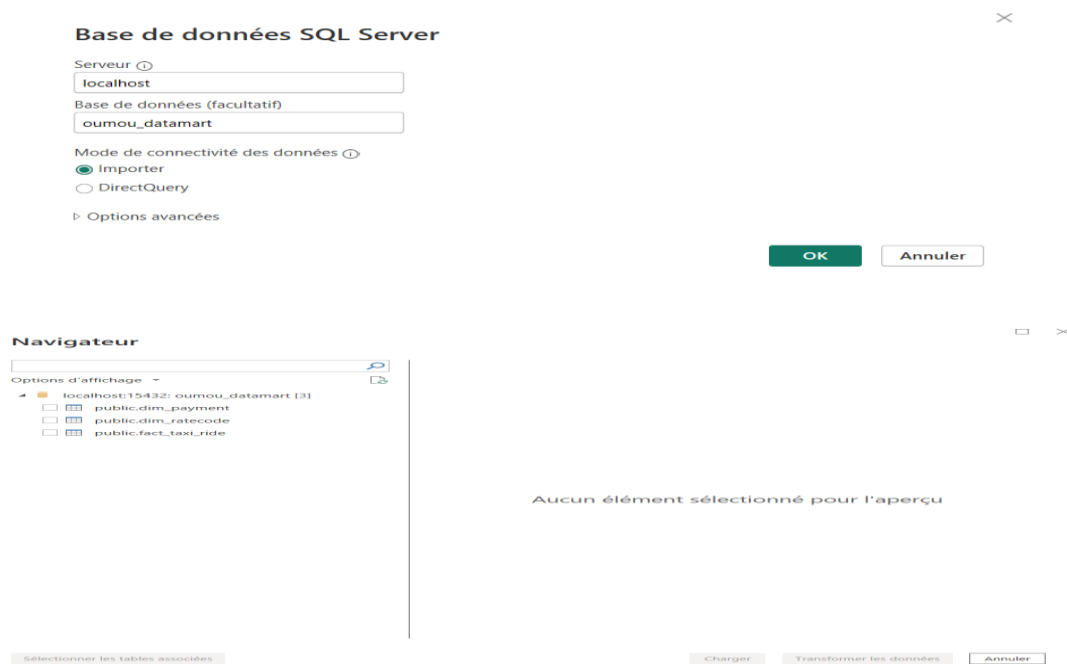 Base de données SQL Server
Serveur
localhost
Base de données (facultatif)
oumou_datamart
Mode de connectivité des données
Importer
DirectQuery
Options avancées
OK
Annuler
Navigateur
Options d'affichage
localhost:15432: oumou_datamart [3]
public.dim_payment
public.dim_ratecode
public.fact_taxi_ride
Aucun élément sélectionné pour l'aperçu
Sélectionner les tables associées
Charger
Transformer les données
Annuler